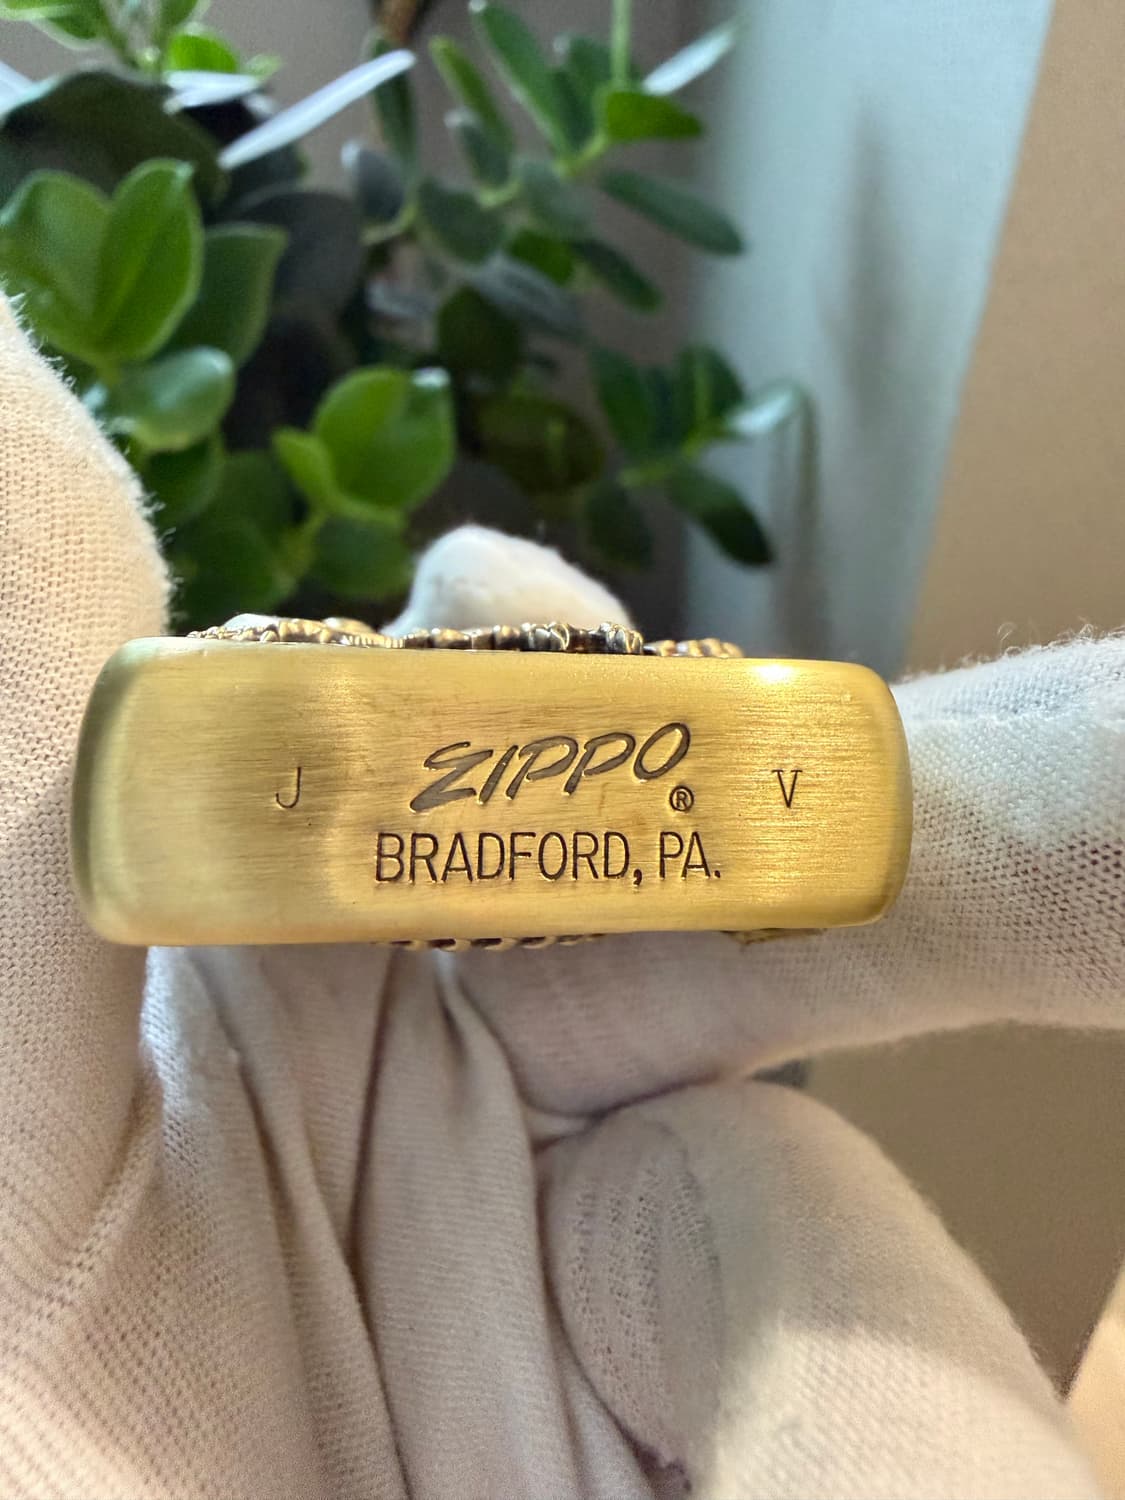 ZIPPO®
J V
BRADFORD, PA.